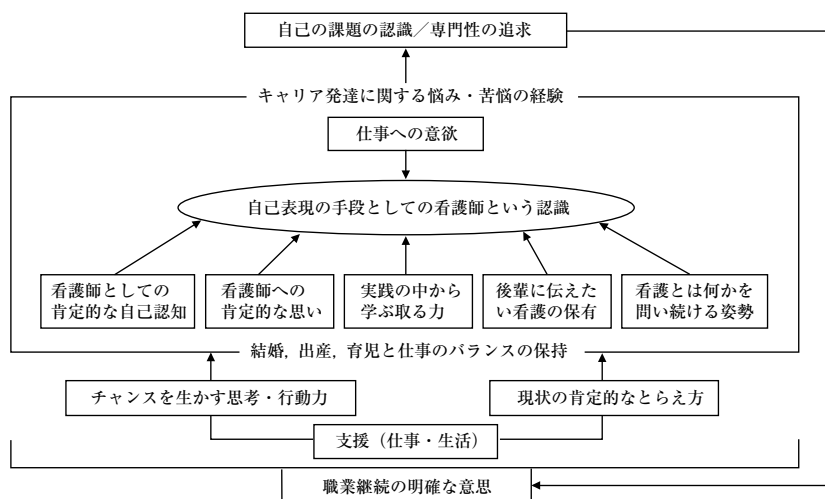 自己の課題の認識／専門性の追求
キャリア発達に関する悩み・苦悩の経験
仕事への意欲
自己表現の手段としての看護師という認識
看護師としての
肯定的な自己認知
看護師への
肯定的な思い
実践の中から
学ぶ取る力
後輩に伝えた
い看護の保有
看護とは何かを
問い続ける姿勢
結婚, 出産, 育児と仕事のバランスの保持
チャンスを生かす思考・行動力
現状の肯定的なとらえ方
支援（仕事・生活）
職業継続の明確な意思